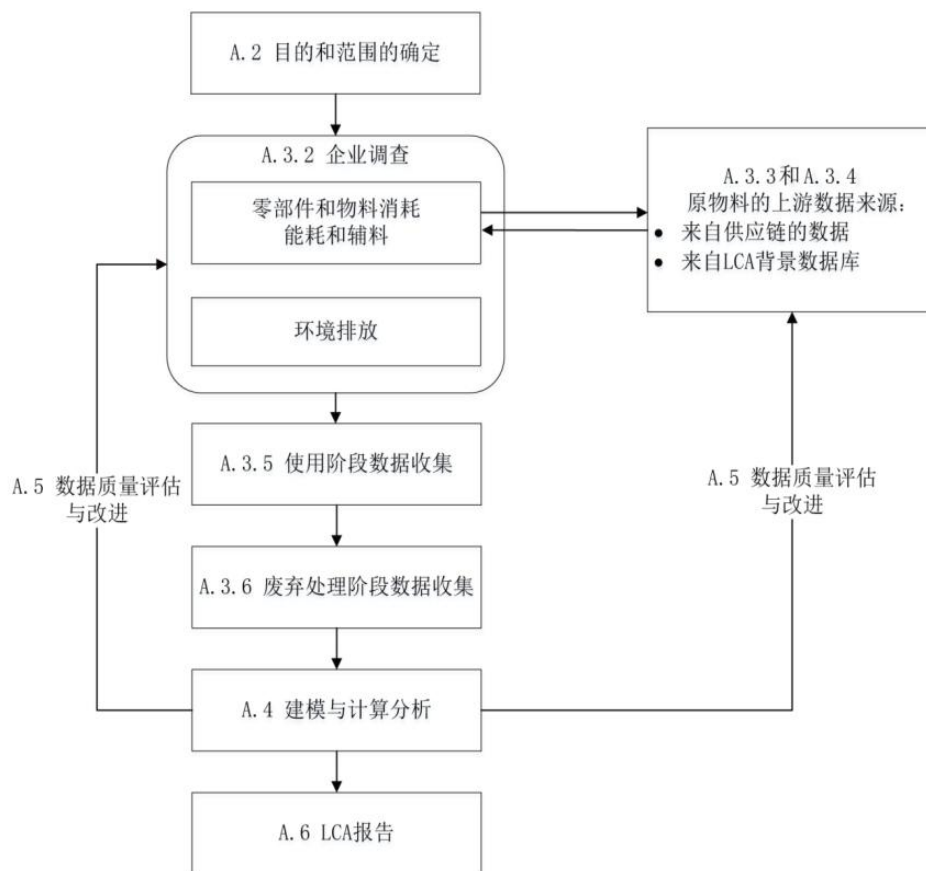 A.2 目的和范围的确定
A.3.2 企业调查
零部件和物料消耗
能耗和辅料
环境排放
A.3.3和A.3.4
原物料的上游数据来源：
● 来自供应链的数据
● 来自LCA背景数据库
A.3.5 使用阶段数据收集
A.5 数据质量评估
与改进
A.5 数据质量评估
与改进
A.3.6 废弃处理阶段数据收集
A.4 建模与计算分析
A.6 LCA报告